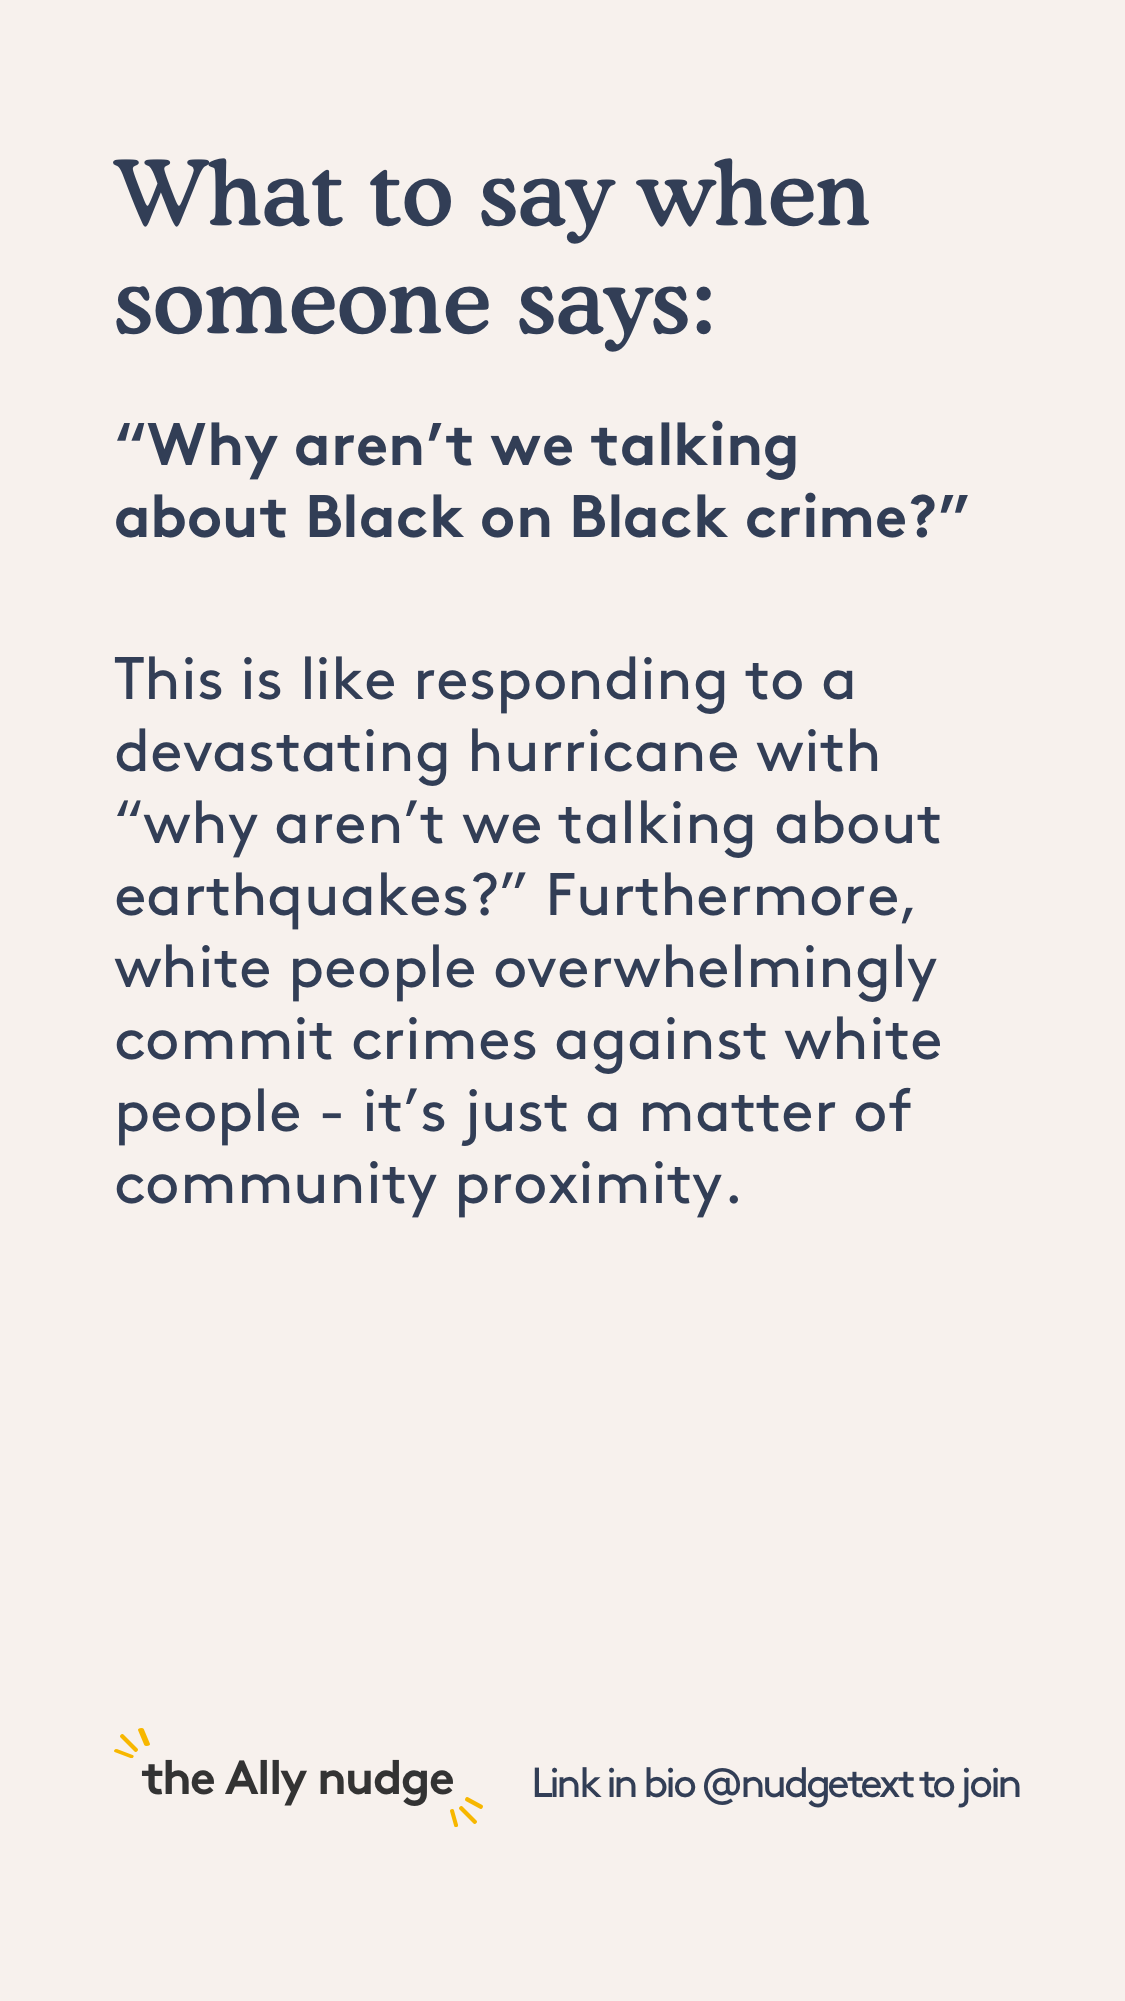 What to say when
someone says:
“Why aren’t we talking
about Black on Black crime?”
This is like responding to a
devastating hurricane with
“why aren’t we talking about
earthquakes?” Furthermore,
white people overwhelmingly
commit crimes against white
people - it’s just a matter of
community proximity.
the Ally nudge
Link in bio @nudgetext to join